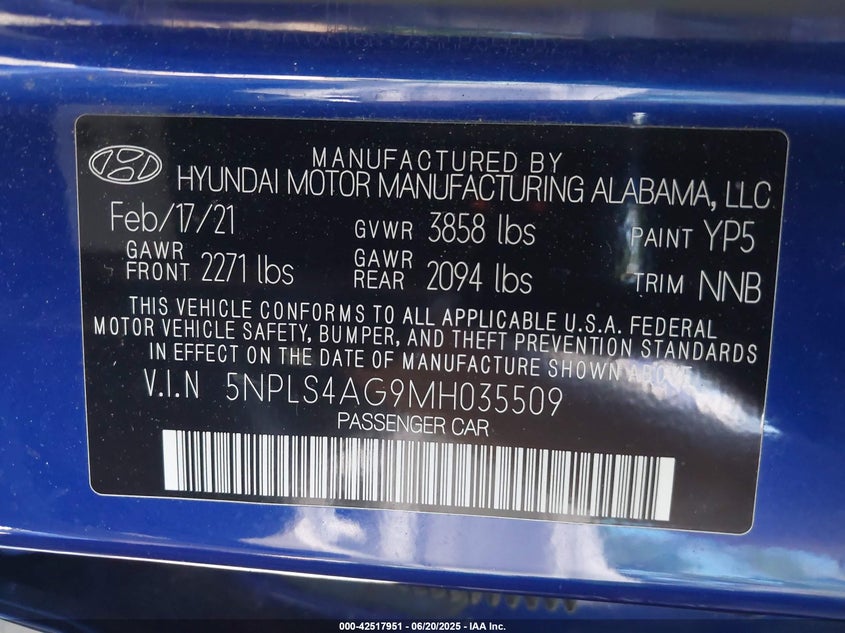 MANUFACTURED BY
HYUNDAI MOTOR MANUFACTURING ALABAMA, LLC
Feb/17/21 GVWR 3858 lbs PAINT YP5
GAWR FRONT 2271 lbs GAWR REAR 2094 lbs TRIM NNB
THIS VEHICLE CONFORMS TO ALL APPLICABLE U.S.A. FEDERAL
MOTOR VEHICLE SAFETY, BUMPER, AND THEFT PREVENTION STANDARDS
IN EFFECT ON THE DATE OF MANUFACTURE SHOWN ABOVE
V.I.N 5NPLS4AG9MH035509
PASSENGER CAR
000-42517951 - 06/20/2025 - IAA Inc.